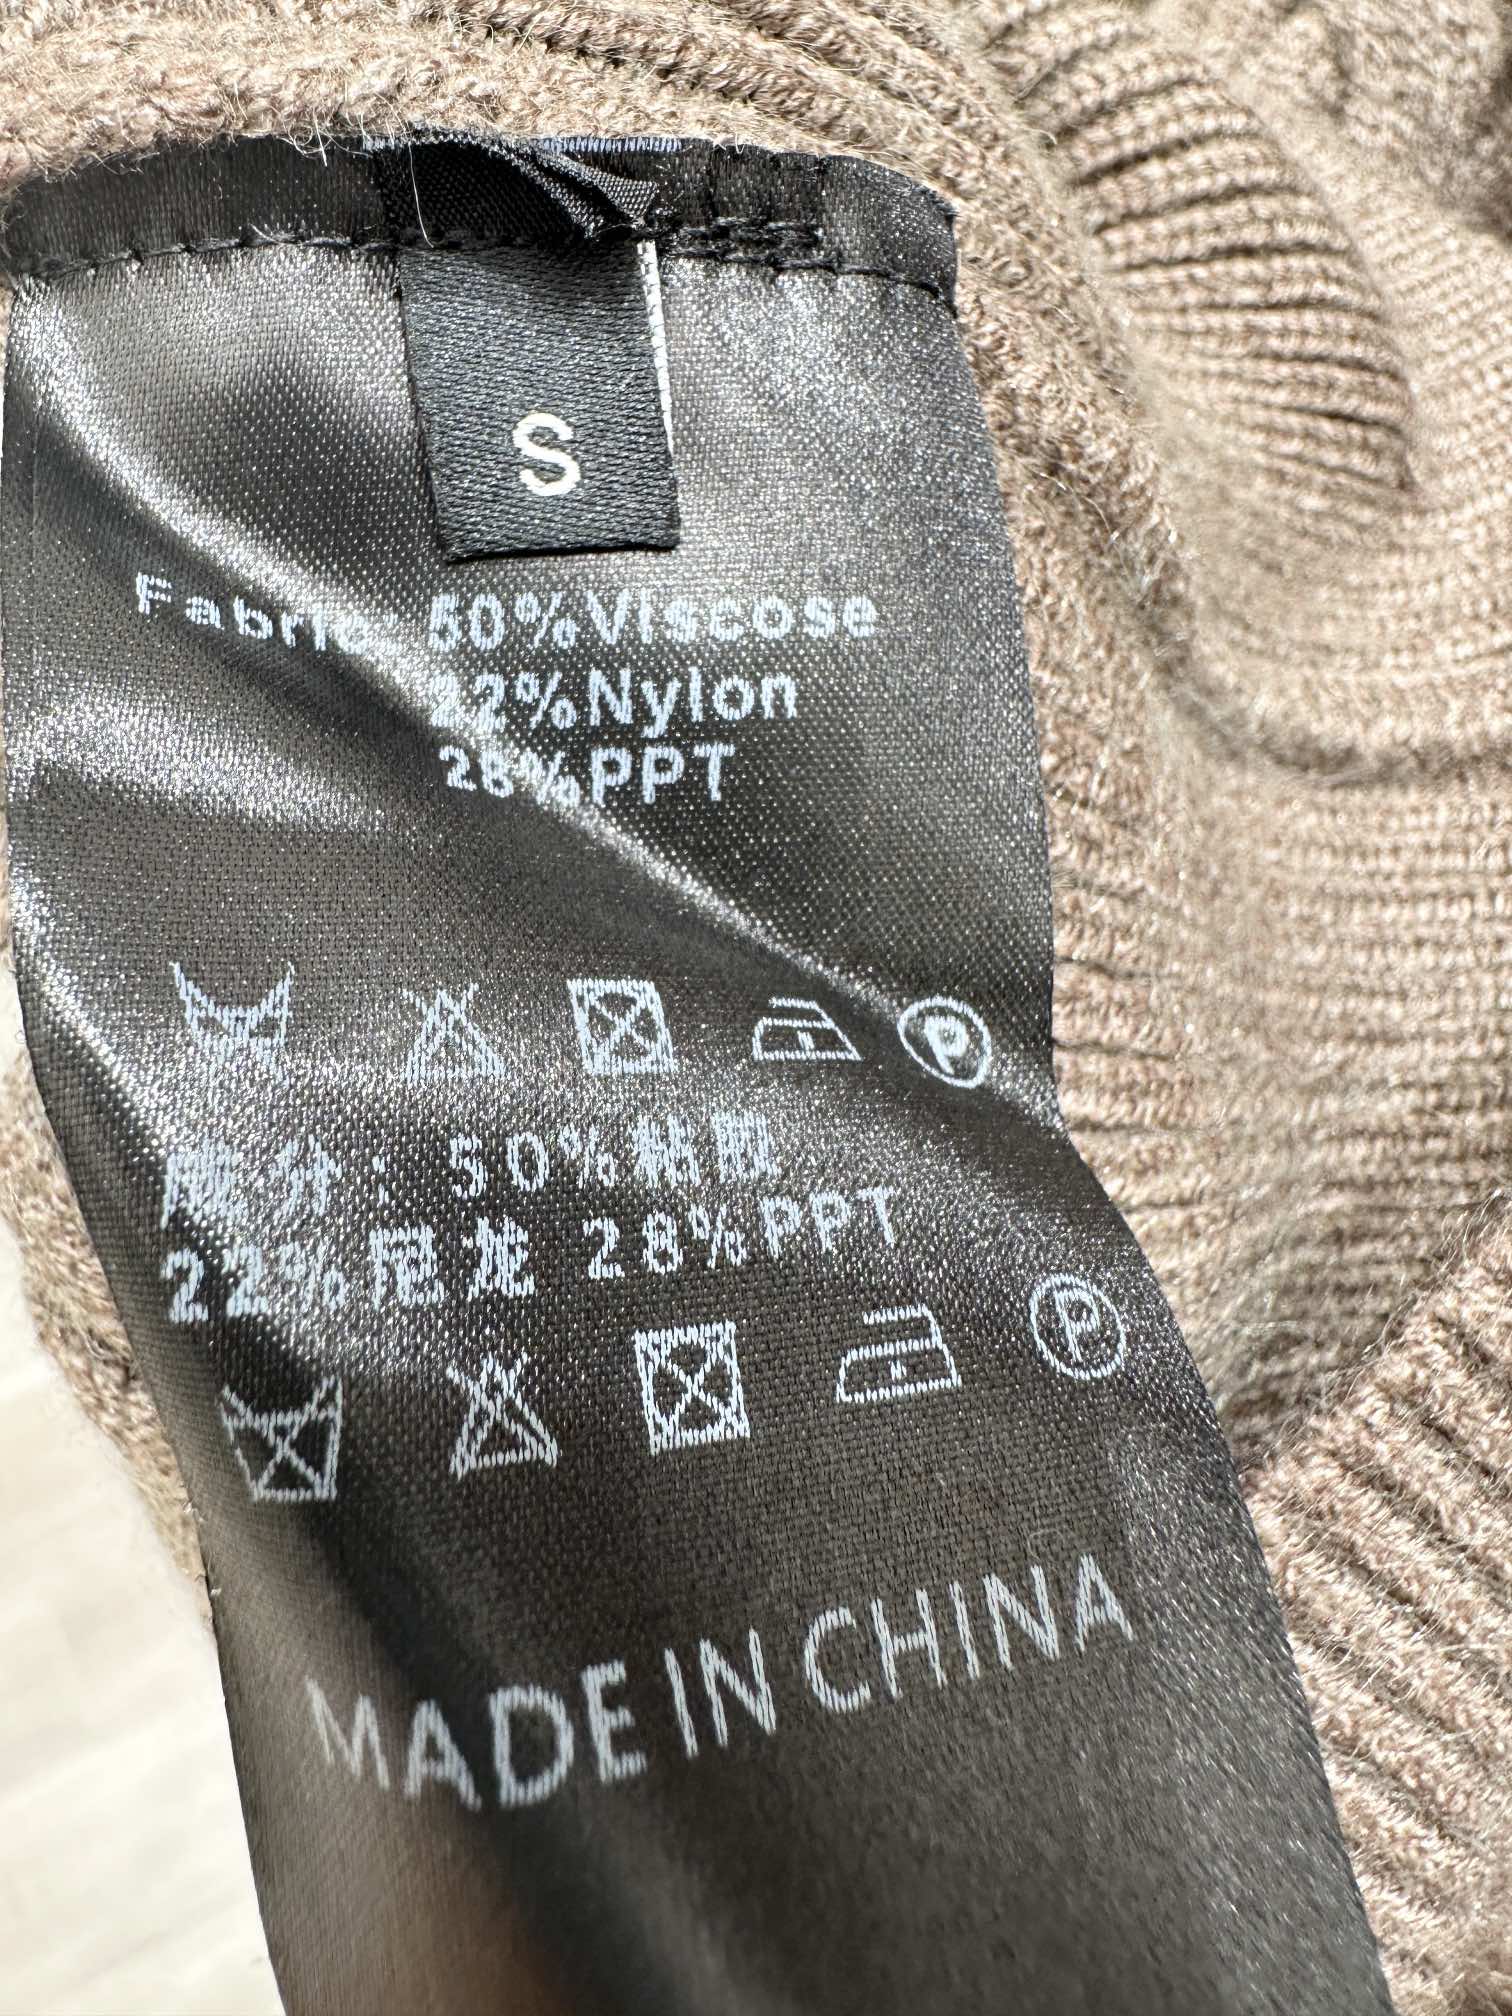 S
Fabric: 50%Viscose
22%Nylon
28%PPT
P
成分: 50%粘胶
22%尼龙 28%PPT
P
MADE IN CHINA